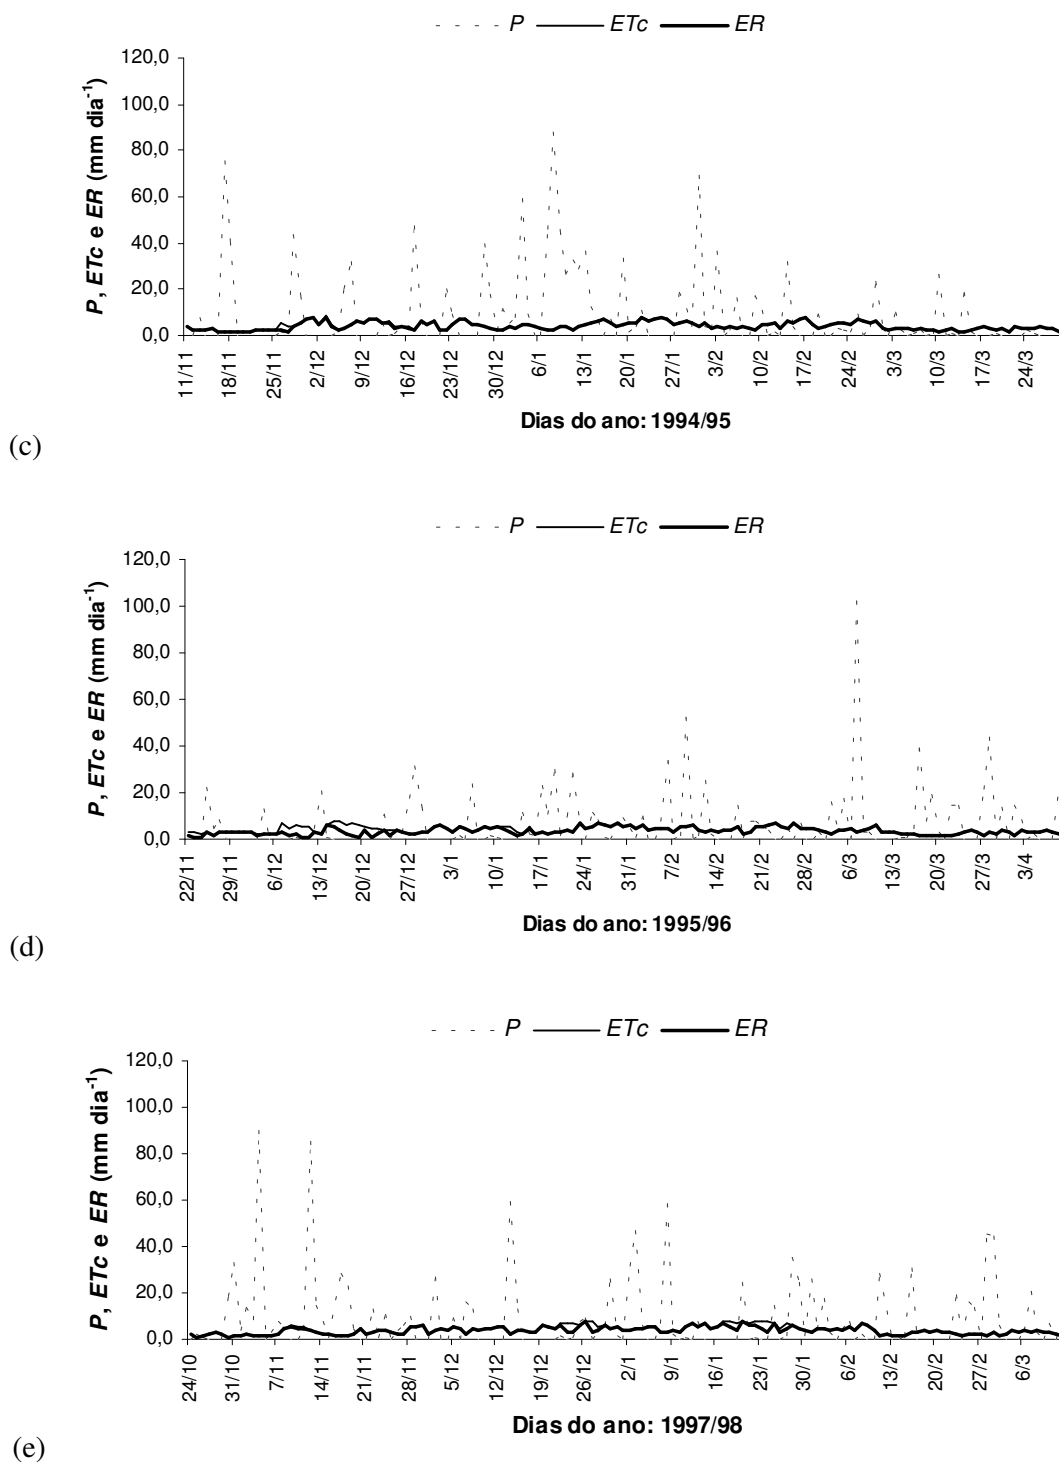 P ETc ER
120,0
100,0
80,0
60,0
40,0
20,0
0,0
P, ETc e ER (mm dia-1)
11/11 18/11 25/11 2/12 9/12 16/12 23/12 30/12 6/1 13/1 20/1 27/1 3/2 10/2 17/2 24/2 3/3 10/3 17/3 24/3
Dias do ano: 1994/95
(c)
P ETc ER
120,0
100,0
80,0
60,0
40,0
20,0
0,0
P, ETc e ER (mm dia-1)
22/11 29/11 6/12 13/12 20/12 27/12 3/1 10/1 17/1 24/1 31/1 7/2 14/2 21/2 28/2 6/3 13/3 20/3 27/3 3/4
Dias do ano: 1995/96
(d)
P ETc ER
120,0
100,0
80,0
60,0
40,0
20,0
0,0
P, ETc e ER (mm dia-1)
24/10 31/10 7/11 14/11 21/11 28/11 5/12 12/12 19/12 26/12 2/1 9/1 16/1 23/1 30/1 6/2 13/2 20/2 27/2 6/3
Dias do ano: 1997/98
(e)